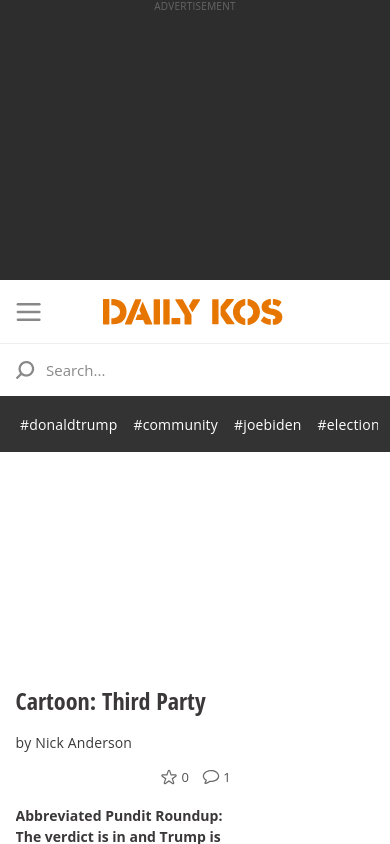 ADVERTISEMENT
DAILY KOS
Search...
#donaldtrump #community #joebiden #election
Cartoon: Third Party
by Nick Anderson
0 1
Abbreviated Pundit Roundup:
The verdict is in and Trump is